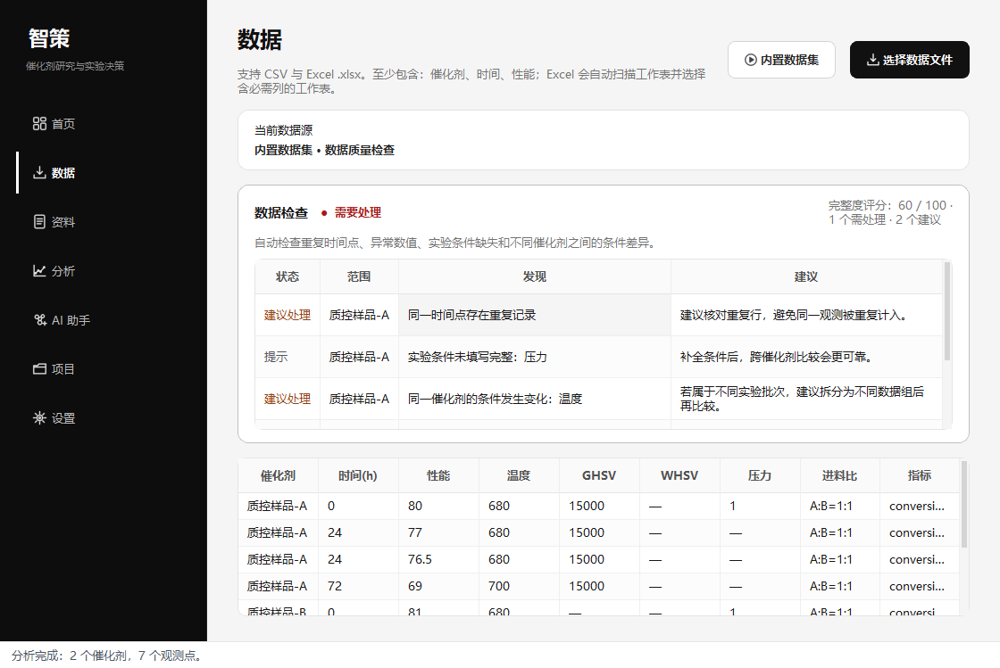 智策
催化剂研究与实验决策
首页
数据
资料
分析
AI 助手
项目
设置
数据
支持 CSV 与 Excel .xlsx。至少包含：催化剂、时间、性能；Excel 会自动扫描工作表并选择
含必需列的工作表。
内置数据集
选择数据文件
当前数据源
内置数据集 • 数据质量检查
数据检查 ● 需要处理
完整度评分：60 / 100 ·
1 个需处理 · 2 个建议
自动检查重复时间点、异常数值、实验条件缺失和不同催化剂之间的条件差异。
状态 范围 发现 建议
建议处理 质控样品-A 同一时间点存在重复记录 建议核对重复行，避免同一观测被重复计入。
提示 质控样品-A 实验条件未填写完整：压力 补全条件后，跨催化剂比较会更可靠。
建议处理 质控样品-A 同一催化剂的条件发生变化：温度 若属于不同实验批次，建议拆分为不同数据组后
再比较。
催化剂 时间(h) 性能 温度 GHSV WHSV 压力 进料比 指标
质控样品-A 0 80 680 15000 — 1 A:B=1:1 conversi...
质控样品-A 24 77 680 15000 — — A:B=1:1 conversi...
质控样品-A 24 76.5 680 15000 — — A:B=1:1 conversi...
质控样品-A 72 69 700 15000 — — A:B=1:1 conversi...
质控样品-B 0 81 680 — — 1 A:B=1:1 conversi
分析完成：2 个催化剂，7 个观测点。